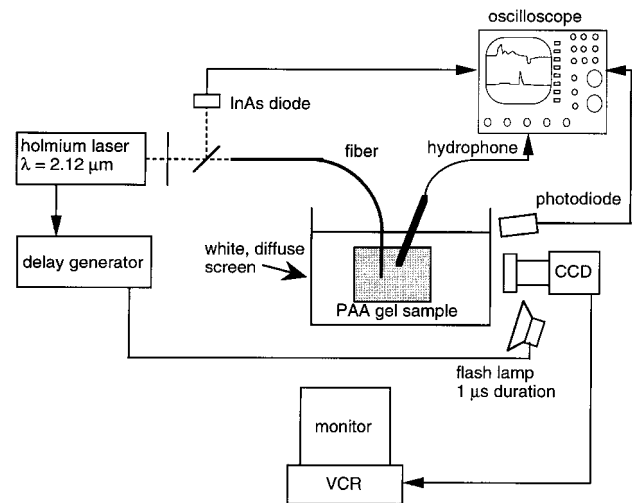 oscilloscope
InAs diode
holmium laser
λ = 2.12 μm
fiber
hydrophone
photodiode
delay generator
white, diffuse
screen
CCD
PAA gel sample
flash lamp
1 μs duration
monitor
VCR